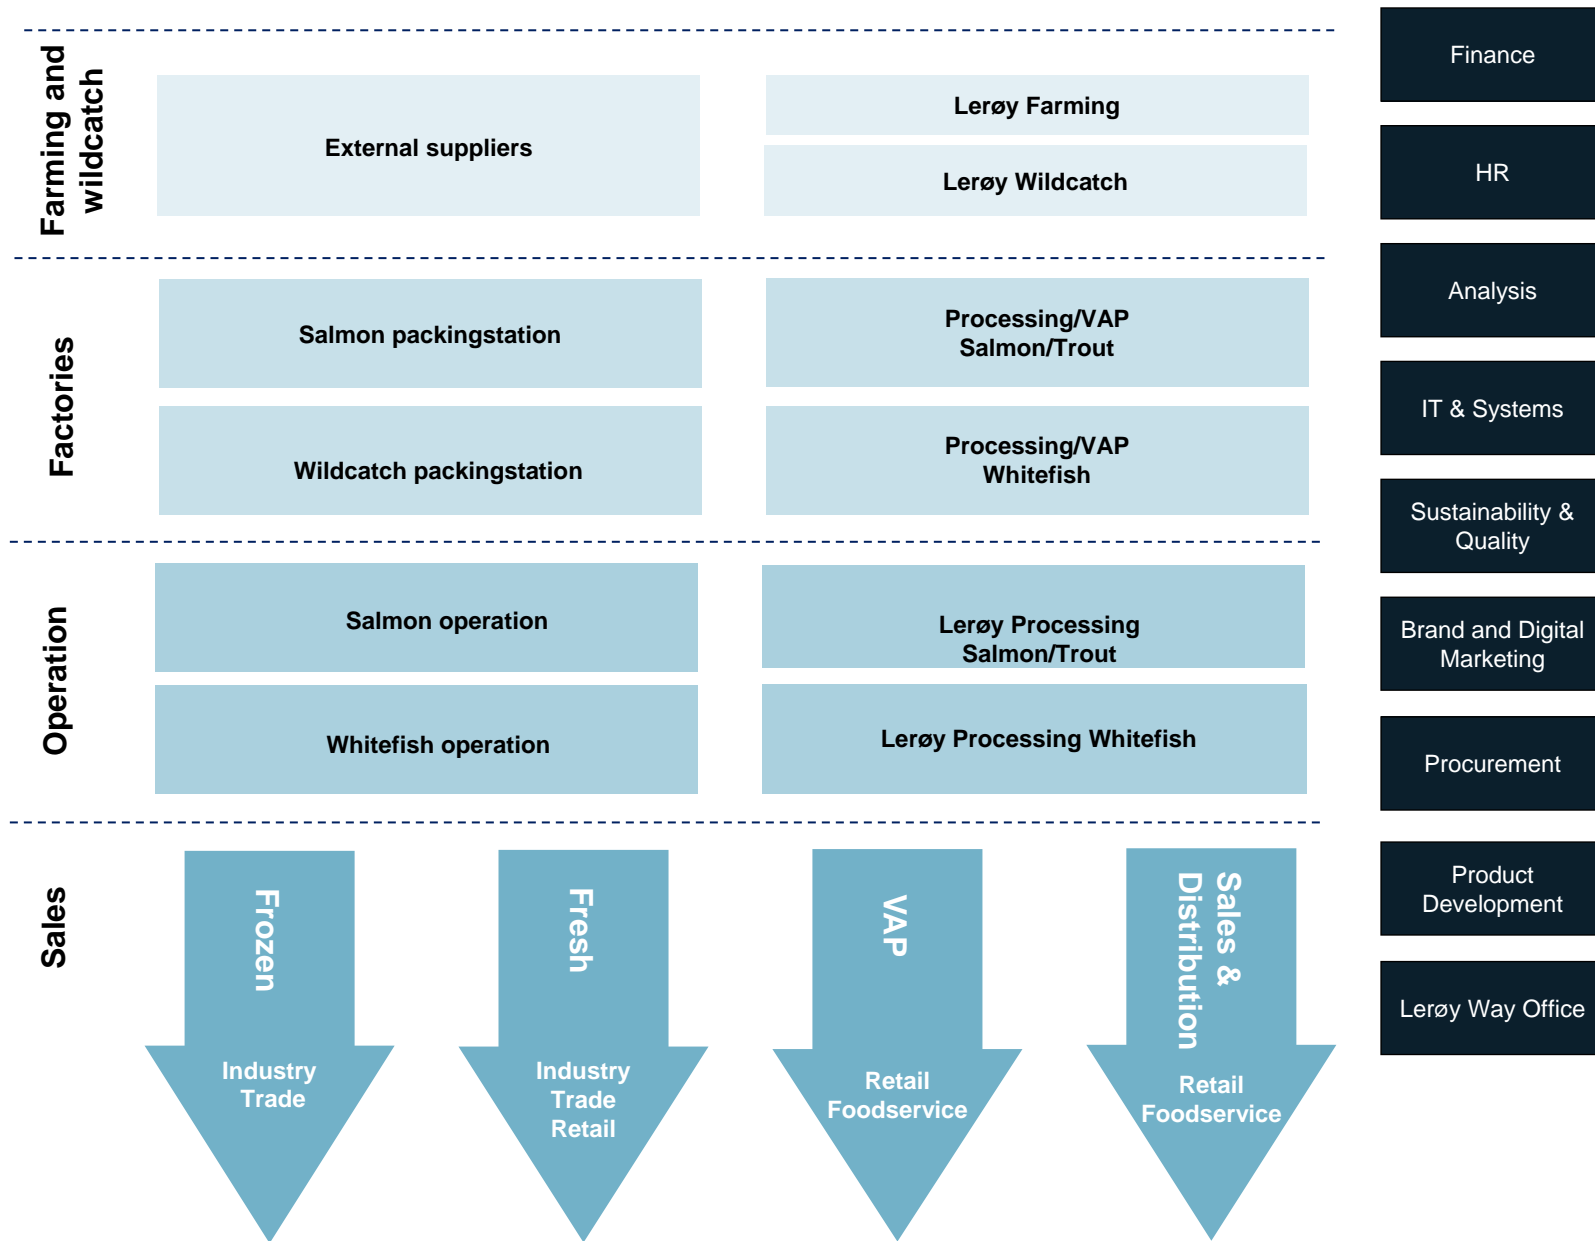 Farming and
wildcatch
External suppliers
Lerøy Farming
Lerøy Wildcatch
Factories
Salmon packingstation
Processing/VAP
Salmon/Trout
Wildcatch packingstation
Processing/VAP
Whitefish
Operation
Salmon operation
Lerøy Processing
Salmon/Trout
Whitefish operation
Lerøy Processing Whitefish
Sales
Frozen
Industry
Trade
Fresh
Industry
Trade
Retail
VAP
Retail
Foodservice
Sales &
Distribution
Retail
Foodservice
Finance
HR
Analysis
IT & Systems
Sustainability &
Quality
Brand and Digital
Marketing
Procurement
Product
Development
Lerøy Way Office